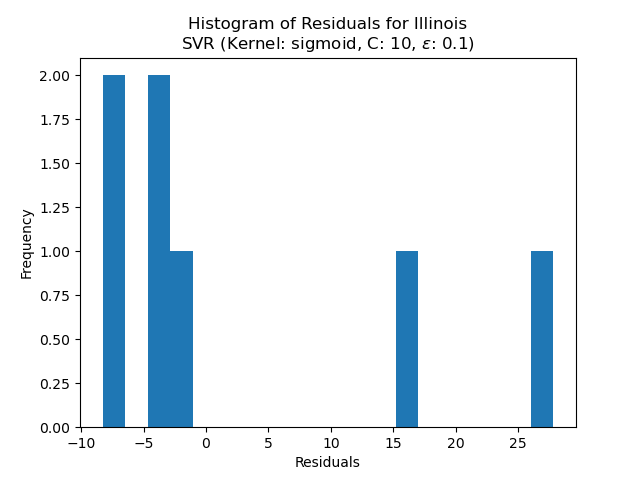 Histogram of Residuals for Illinois
SVR (Kernel: sigmoid, C: 10, ε: 0.1)
2.00
1.75
1.50
1.25
1.00
0.75
0.50
0.25
0.00
Frequency
−10 −5 0 5 10 15 20 25
Residuals